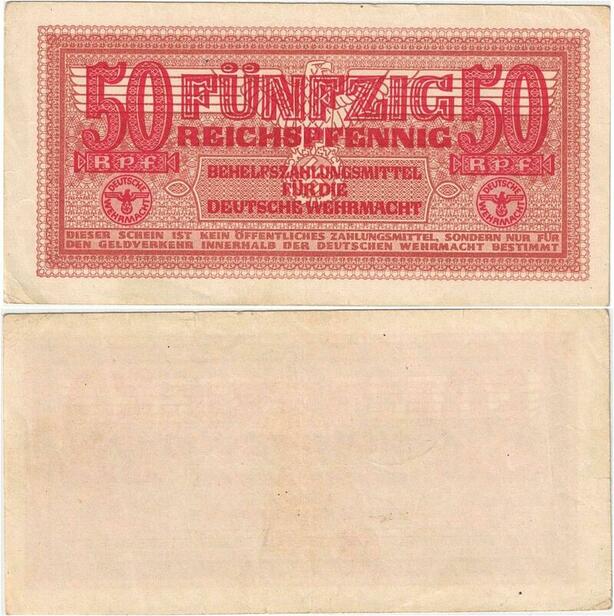 50 FÜNFZIG 50
REICHSPFENNIG
RPf. RPf.
BEHELFSZAHLUNGSMITTEL
FÜR DIE
DEUTSCHE WEHRMACHT
DEUTSCHE WEHRMACHT
DEUTSCHE WEHRMACHT
DIESER SCHEIN IST KEIN ÖFFENTLICHES ZAHLUNGSMITTEL, SONDERN NUR FÜR
DEN GELDVERKEHR INNERHALB DER DEUTSCHEN WEHRMACHT BESTIMMT